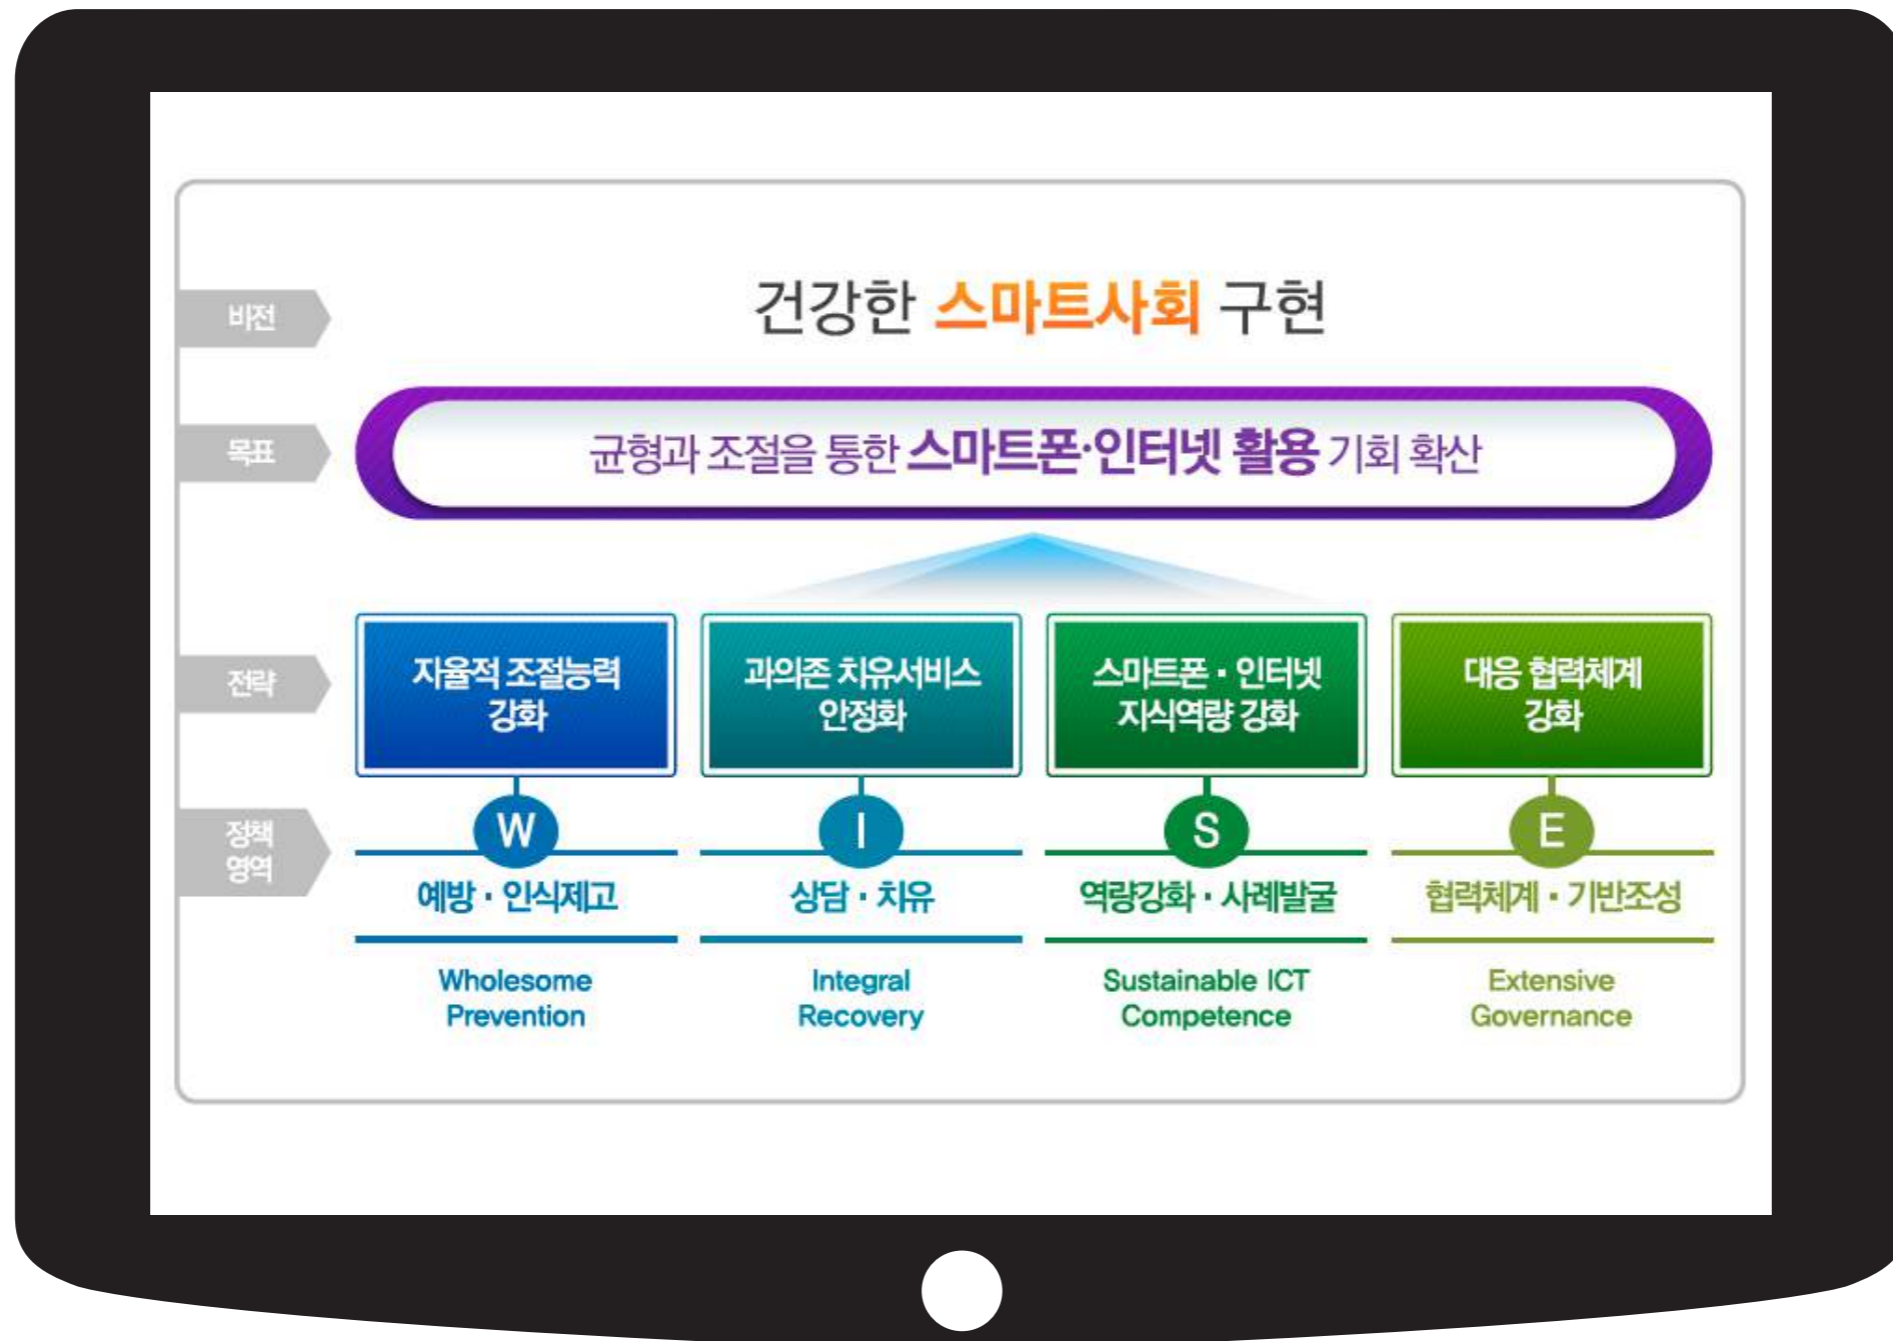 비전
건강한 스마트사회 구현
목표
균형과 조절을 통한 스마트폰·인터넷 활용 기회 확산
전략
자율적 조절능력
강화
과의존 치유서비스
안정화
스마트폰·인터넷
지식역량 강화
대응 협력체계
강화
정책
영역
W
예방·인식제고
Wholesome
Prevention
I
상담·치유
Integral
Recovery
S
역량강화·사례발굴
Sustainable ICT
Competence
E
협력체계·기반조성
Extensive
Governance